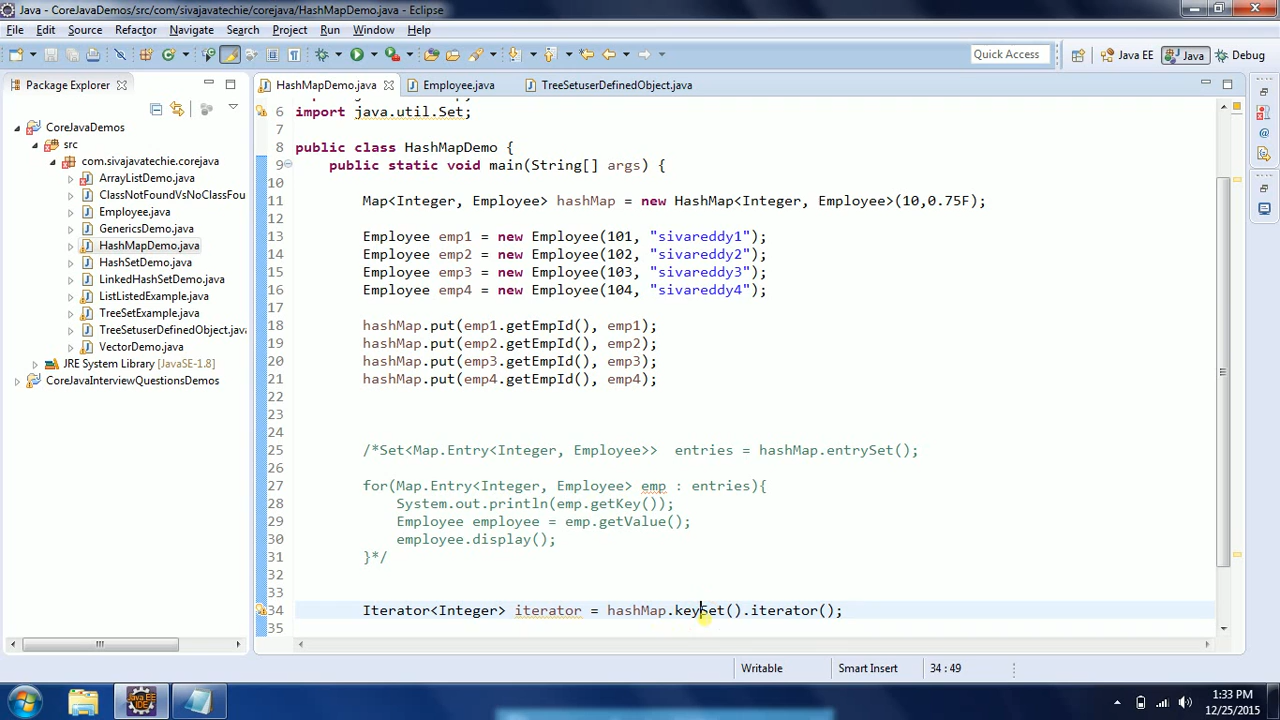 Java - CoreJavaDemos/src/com/sivajavatechie/corejava/HashMapDemo.java - Eclipse
File Edit Source Refactor Navigate Search Project Run Window Help
Quick Access Java EE Java Debug
Package Explorer HashMapDemo.java Employee.java TreeSetuserDefinedObject.java
CoreJavaDemos
src
com.sivajavatechie.corejava
ArrayListDemo.java
ClassNotFoundVsNoClassFou
Employee.java
GenericsDemo.java
HashMapDemo.java
HashSetDemo.java
LinkedHashSetDemo.java
ListListedExample.java
TreeSetExample.java
TreeSetuserDefinedObject.java
VectorDemo.java
JRE System Library [JavaSE-1.8]
CoreJavaInterviewQuestionsDemos
6 import java.util.Set;
7
8 public class HashMapDemo {
9 public static void main(String[] args) {
10
11 Map<Integer, Employee> hashMap = new HashMap<Integer, Employee>(10,0.75F);
12
13 Employee emp1 = new Employee(101, "sivareddy1");
14 Employee emp2 = new Employee(102, "sivareddy2");
15 Employee emp3 = new Employee(103, "sivareddy3");
16 Employee emp4 = new Employee(104, "sivareddy4");
17
18 hashMap.put(emp1.getEmpId(), emp1);
19 hashMap.put(emp2.getEmpId(), emp2);
20 hashMap.put(emp3.getEmpId(), emp3);
21 hashMap.put(emp4.getEmpId(), emp4);
22
23
24
25 /*Set<Map.Entry<Integer, Employee>> entries = hashMap.entrySet();
26
27 for(Map.Entry<Integer, Employee> emp : entries){
28 System.out.println(emp.getKey());
29 Employee employee = emp.getValue();
30 employee.display();
31 }*/
32
33
34 Iterator<Integer> iterator = hashMap.keySet().iterator();
35
Writable Smart Insert 34 : 49
1:33 PM
12/25/2015